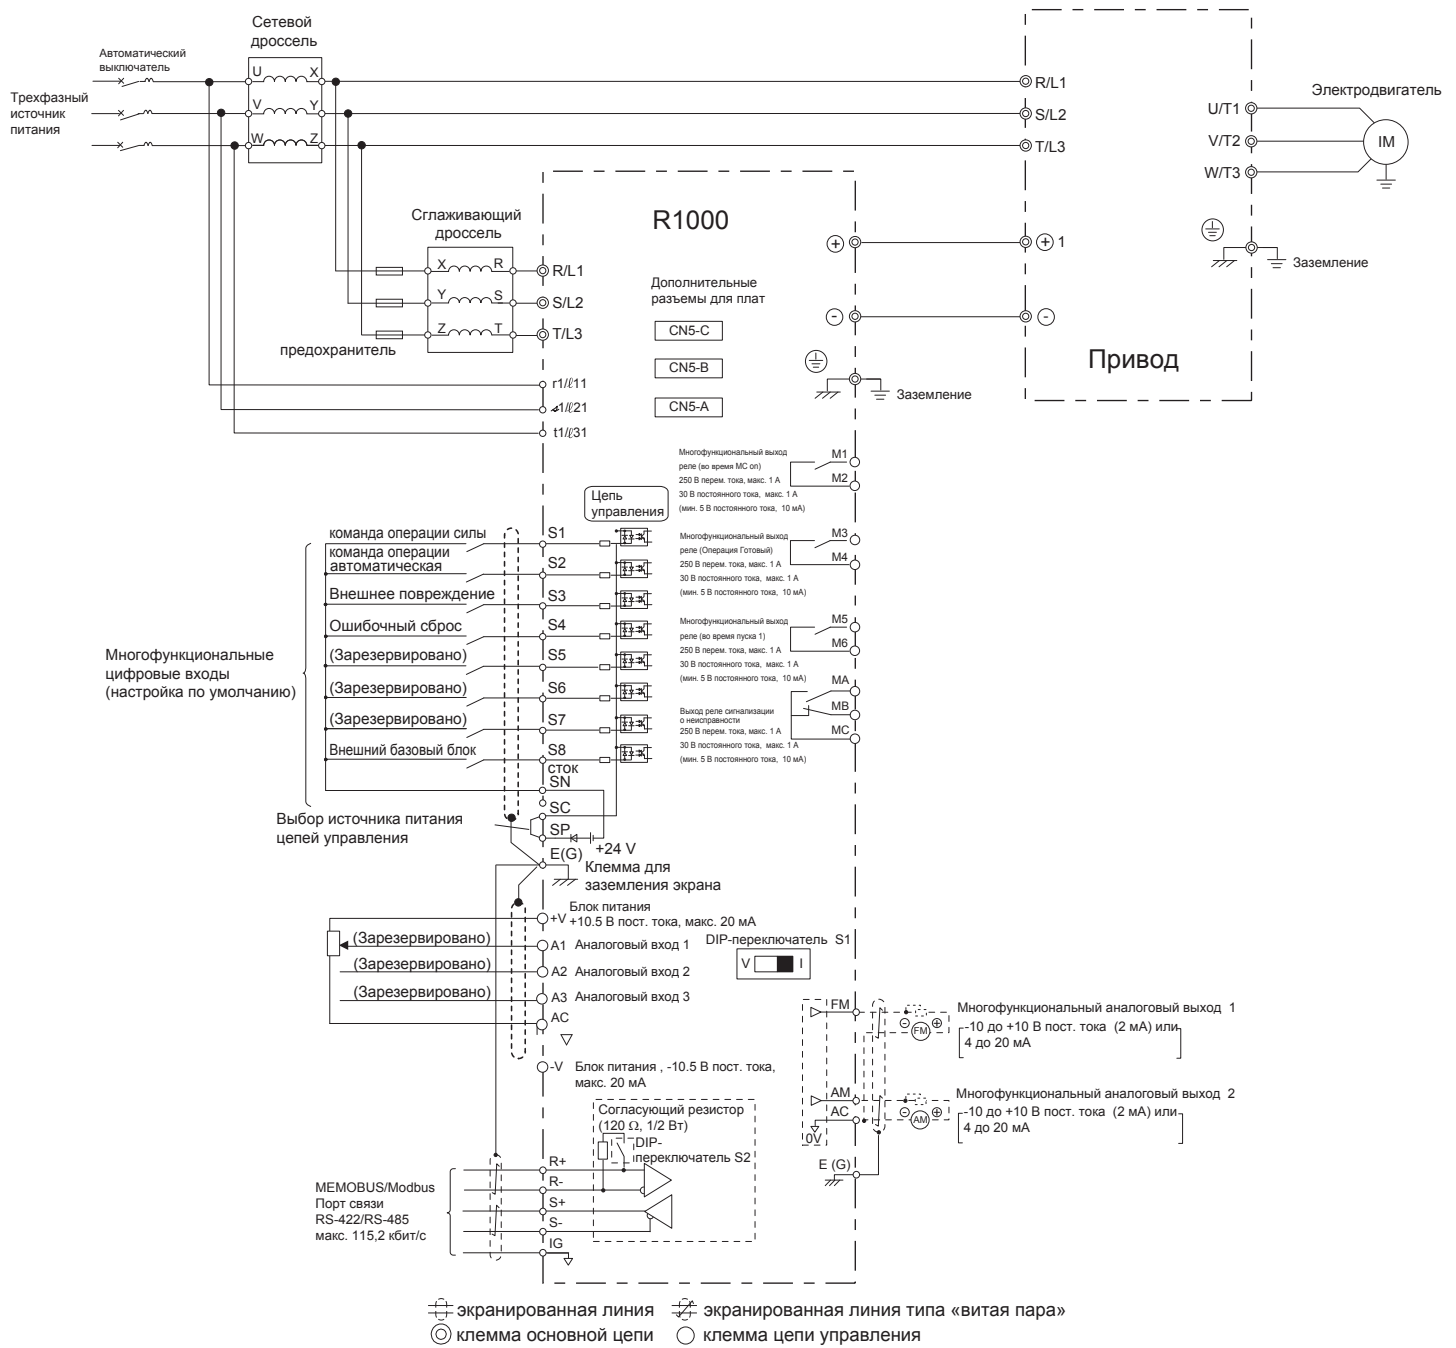 Сетевой
дроссель
Автоматический
выключатель
Трехфазный
источник
питания
U X
V Y
W Z
R/L1
S/L2
T/L3
U/T1
V/T2
W/T3
Электродвигатель
IM
Заземление
+ 1
-
Привод
Сглаживающий
дроссель
X R
Y S
Z T
предохранитель
R/L1
S/L2
T/L3
r1/ℓ11
1/ℓ21
t1/ℓ31
R1000
Дополнительные
разъемы для плат
CN5-C
CN5-B
CN5-A
+
-
Заземление
Многофункциональный выход
реле (во время MC on)
250 В перем. тока, макс. 1 А
30 В постоянного тока, макс. 1 А
(мин. 5 В постоянного тока, 10 мА)
M1
M2
Многофункциональный выход
реле (Операция Готовый)
250 В перем. тока, макс. 1 А
30 В постоянного тока, макс. 1 А
(мин. 5 В постоянного тока, 10 мА)
M3
M4
Многофункциональный выход
реле (во время пуска 1)
250 В перем. тока, макс. 1 А
30 В постоянного тока, макс. 1 А
(мин. 5 В постоянного тока, 10 мА)
M5
M6
Выход реле сигнализации
о неисправности
250 В перем. тока, макс. 1 А
30 В постоянного тока, макс. 1 А
(мин. 5 В постоянного тока, 10 мА)
MA
MB
MC
Цепь
управления
Многофункциональные
цифровые входы
(настройка по умолчанию)
команда операции силы
S1
команда операции
автоматическая
S2
Внешнее повреждение
S3
Ошибочный сброс
S4
(Зарезервировано)
S5
(Зарезервировано)
S6
(Зарезервировано)
S7
Внешний базовый блок
S8
сток
SN
SC
SP
+24 V
Выбор источника питания
цепей управления
E(G)
Клемма для
заземления экрана
+V
Блок питания
+10.5 В пост. тока, макс. 20 мА
(Зарезервировано)
A1 Аналоговый вход 1
(Зарезервировано)
A2 Аналоговый вход 2
(Зарезервировано)
A3 Аналоговый вход 3
AC
-V Блок питания , -10.5 В пост. тока,
макс. 20 мА
DIP-переключатель S1
V I
FM
FM
- +
Многофункциональный аналоговый выход 1
-10 до +10 В пост. тока (2 мА) или
4 до 20 мА
AM
AC
0V
AM
- +
Многофункциональный аналоговый выход 2
-10 до +10 В пост. тока (2 мА) или
4 до 20 мА
E (G)
Согласующий резистор
(120 Ω, 1/2 Вт)
DIP-
переключатель S2
MEMOBUS/Modbus
Порт связи
RS-422/RS-485
макс. 115,2 кбит/с
R+
R-
S+
S-
IG
экранированная линия
экранированная линия типа «витая пара»
клемма основной цепи
клемма цепи управления